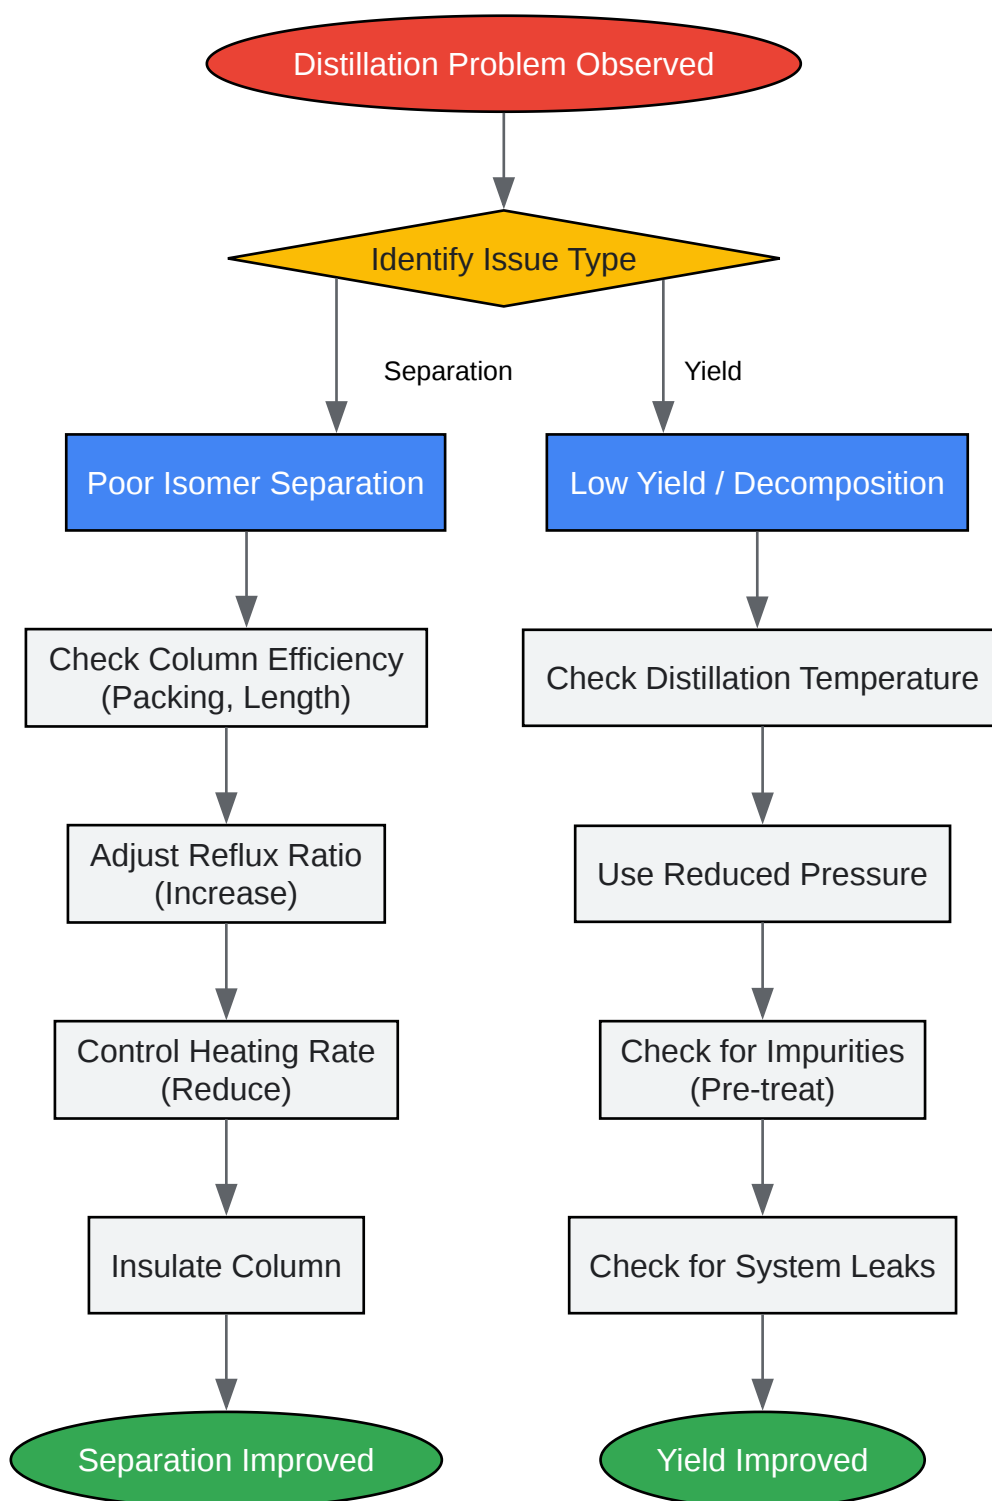 Distillation Problem Observed
Identify Issue Type
Separation
Yield
Poor Isomer Separation
Low Yield / Decomposition
Check Column Efficiency
(Packing, Length)
Check Distillation Temperature
Adjust Reflux Ratio
(Increase)
Use Reduced Pressure
Control Heating Rate
(Reduce)
Check for Impurities
(Pre-treat)
Insulate Column
Check for System Leaks
Separation Improved
Yield Improved